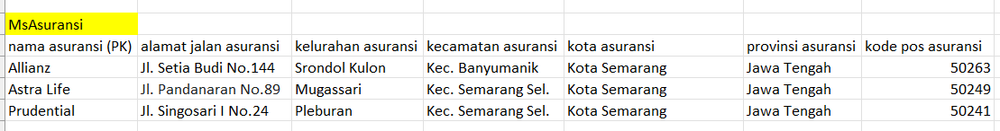 MsAsuransi
nama asuransi (PK) alamat jalan asuransi kelurahan asuransi kecamatan asuransi kota asuransi provinsi asuransi kode pos asuransi
Allianz Jl. Setia Budi No.144 Srondol Kulon Kec. Banyumanik Kota Semarang Jawa Tengah 50263
Astra Life Jl. Pandanaran No.89 Mugassari Kec. Semarang Sel. Kota Semarang Jawa Tengah 50249
Prudential Jl. Singosari I No.24 Pleburan Kec. Semarang Sel. Kota Semarang Jawa Tengah 50241